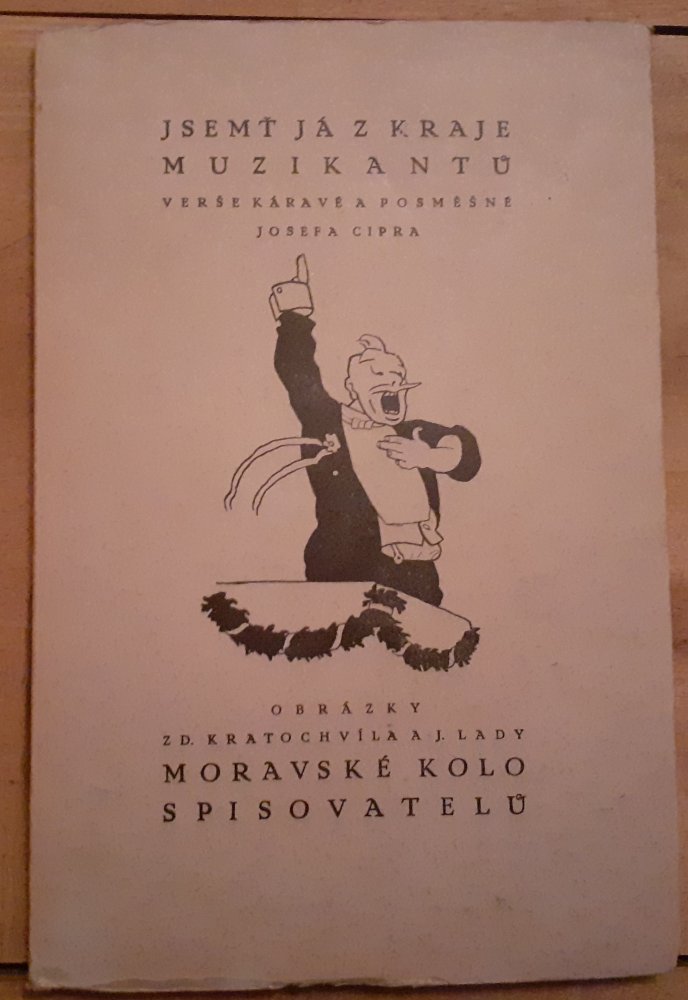 JSEMŤ JÁ Z KRAJE
MUZIKANTŮ
VERŠE KÁRAVÉ A POSMĚŠNÉ
JOSEFA CIPRA
OBRÁZKY
ZD. KRATOCHVÍLA A J. LADY
MORAVSKÉ KOLO
SPISOVATELŮ